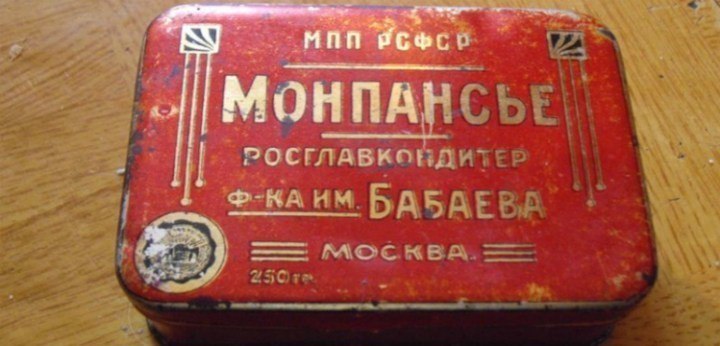 МПП РСФСР
МОНПАНСЬЕ
РОСГЛАВКОНДИТЕР
Ф-КА ИМ. БАБАЕВА
МОСКВА.
250 гр.